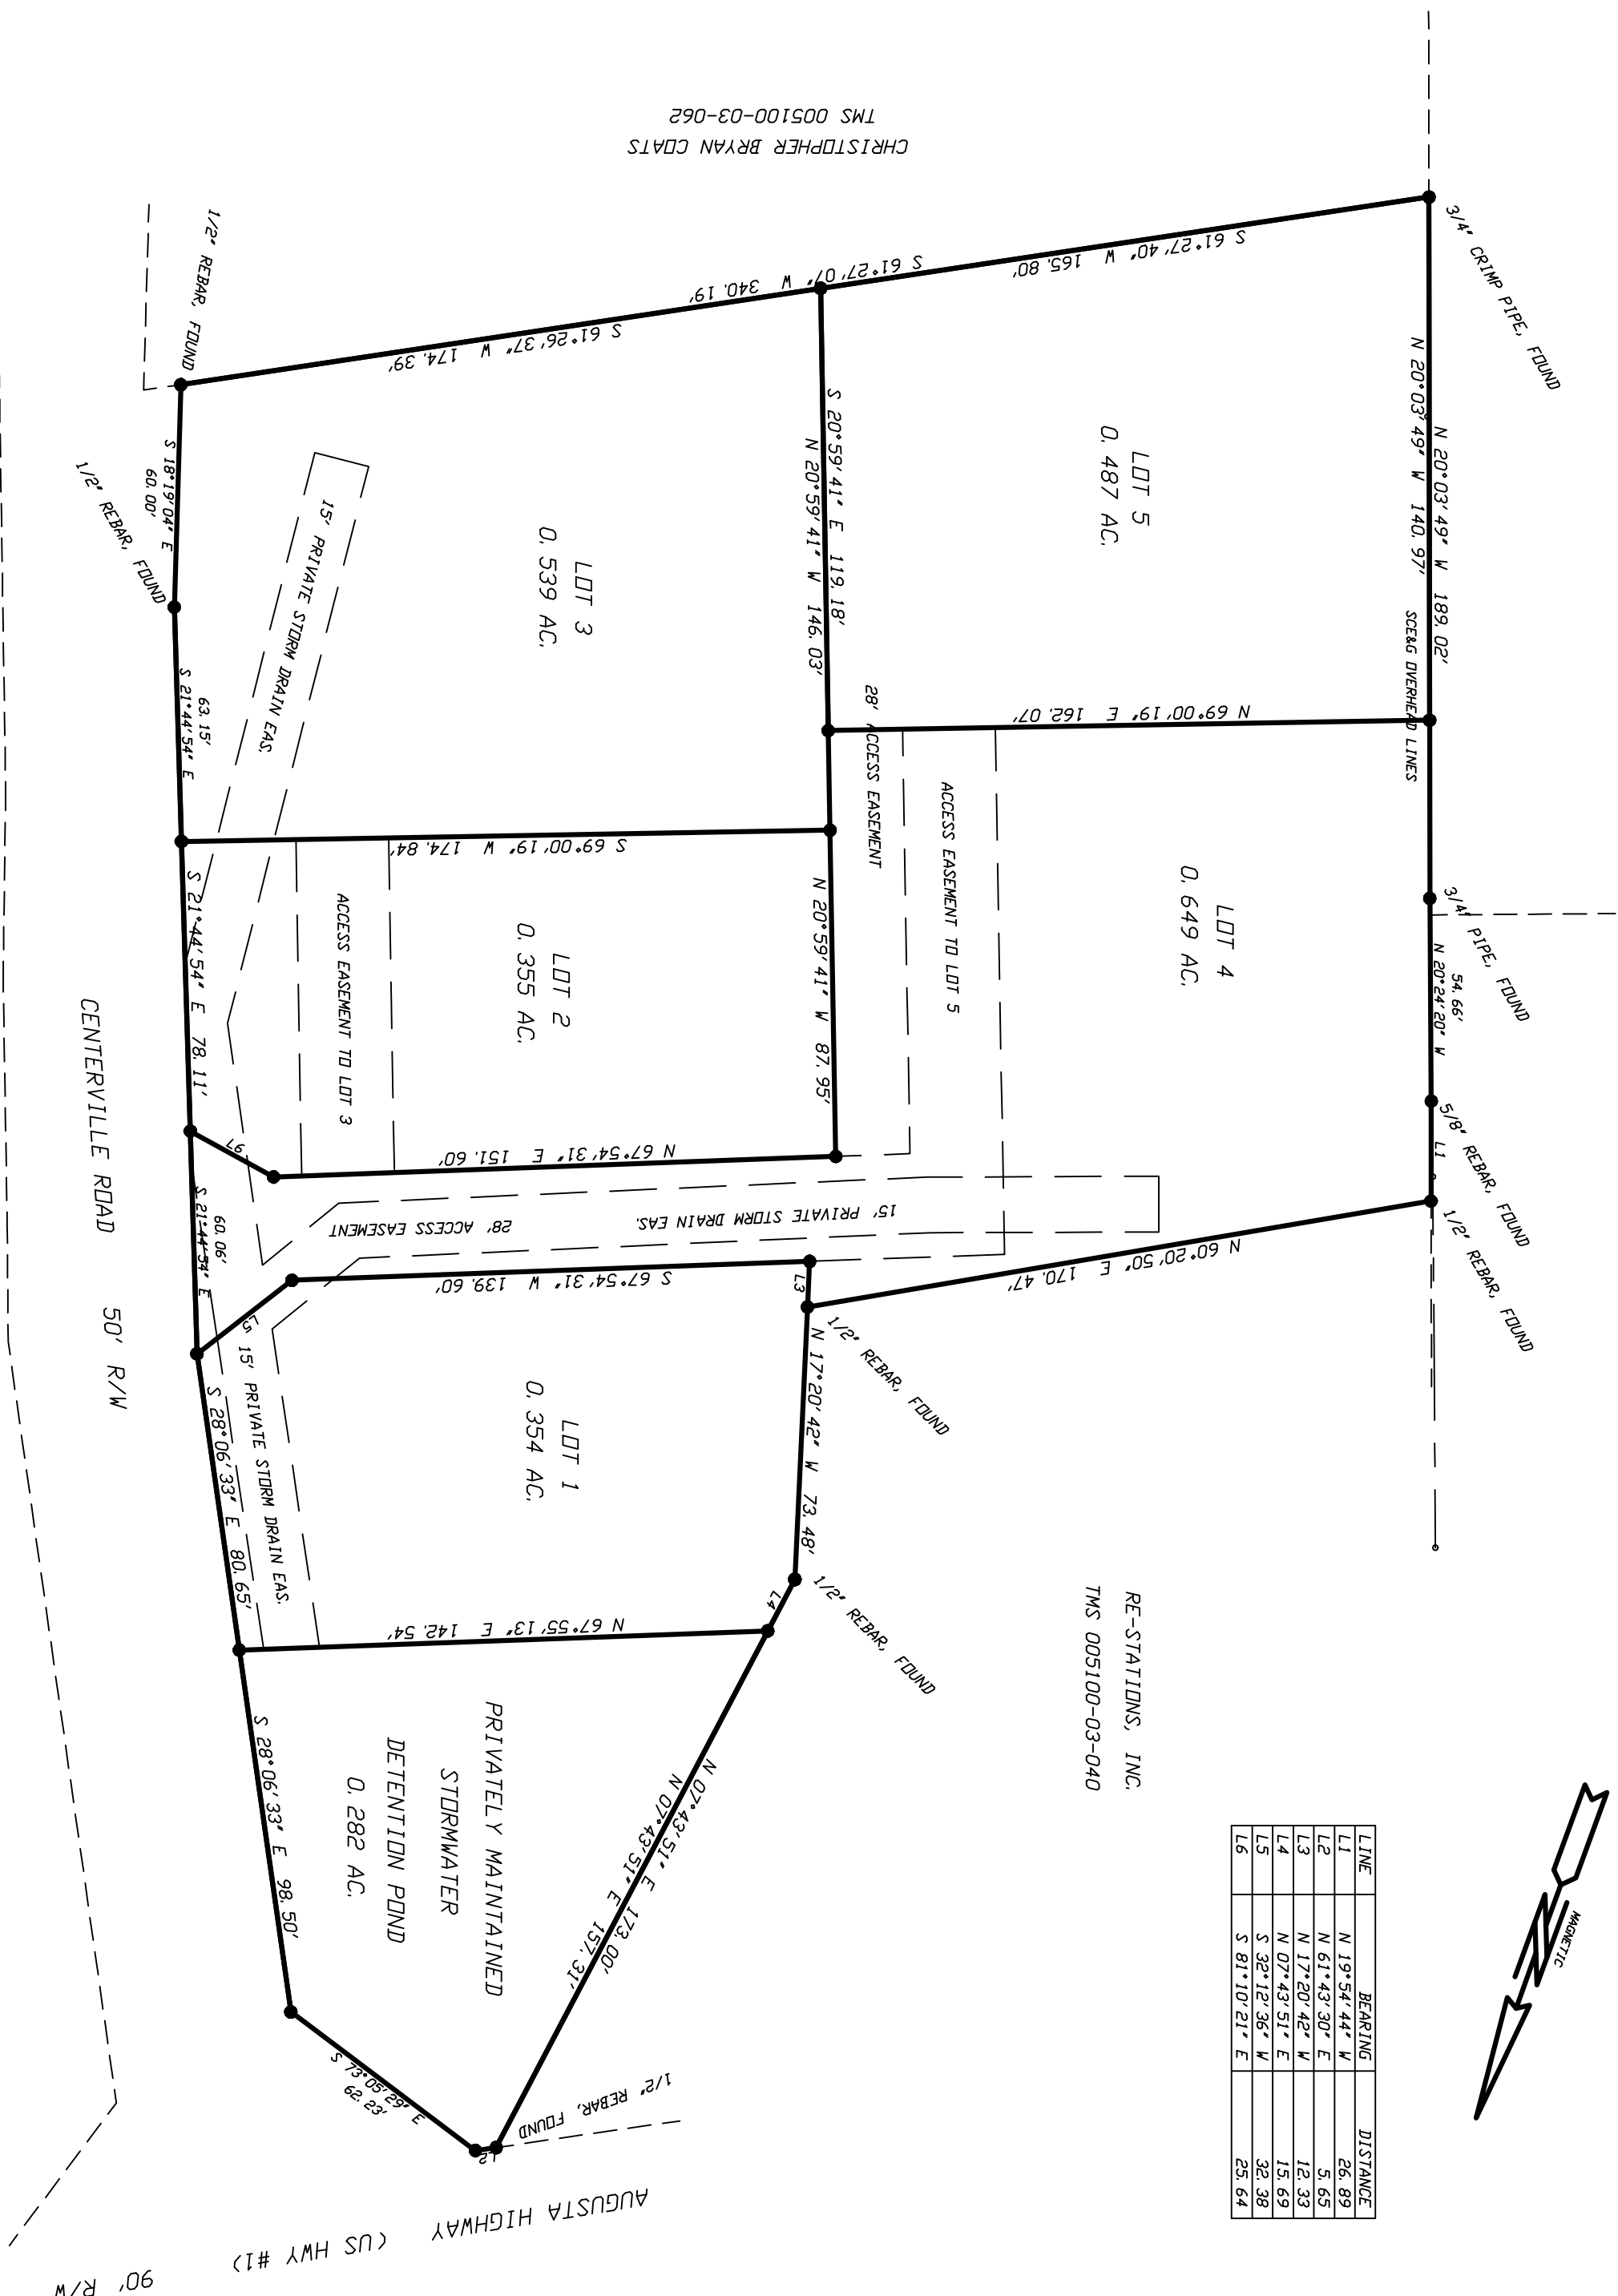 TMS 005100-03-062
CHRISTOPHER BRYAN COATS
3/4" CRIMP PIPE, FOUND
1/2" REBAR, FOUND
S 61°27'40" W 165.80'
S 61°27'07" W 340.19'
S 61°26'37" W 174.39'
N 20°03'49" W 140.97'
N 20°03'49" W 189.02'
SCE&G OVERHEAD LINES
S 18°19'04" E
60.00'
1/2" REBAR, FOUND
15' PRIVATE STORM DRAIN EAS.
LOT 3
0.539 AC.
LOT 5
0.487 AC.
S 20°59'41" E 119.18'
N 20°59'41" W 146.03'
63.15'
S 21°44'54" E
28' ACCESS EASEMENT
N 69°00'19" E 162.07'
S 69°00'19" W 174.84'
ACCESS EASEMENT TO LOT 5
ACCESS EASEMENT TO LOT 3
LOT 4
0.649 AC.
LOT 2
0.355 AC.
N 20°59'41" W 87.95'
S 21°44'54" E 78.11'
3/4" PIPE, FOUND
54.66'
N 20°24'20" W
5/8" REBAR, FOUND
L1
1/2" REBAR, FOUND
CENTERVILLE ROAD 50' R/W
L6
N 67°54'31" E 151.60'
60.06'
S 21°44'54" E
28' ACCESS EASEMENT
15' PRIVATE STORM DRAIN EAS.
S 67°54'31" W 139.60'
L3
N 60°20'50" E 170.47'
1/2" REBAR, FOUND
L5
15' PRIVATE STORM DRAIN EAS.
LOT 1
0.354 AC.
N 17°20'42" W 73.48'
S 28°06'33" E 80.65'
L4
1/2" REBAR, FOUND
N 67°55'13" E 142.54'
RE-STATIONS, INC.
TMS 005100-03-040
PRIVATELY MAINTAINED
STORMWATER
DETENTION POND
0.282 AC.
S 28°06'33" E 98.50'
N 07°43'51" E 173.00'
N 07°43'51" E 157.31'
S 73°05'29" E
62.23'
L2
1/2" REBAR, FOUND
AUGUSTA HIGHWAY (US HWY #1) 90' R/W
MAGNETIC
LINE BEARING DISTANCE
L1 N 19°54'44" W 26.89
L2 N 61°43'30" E 5.65
L3 N 17°20'42" W 12.33
L4 N 07°43'51" E 15.69
L5 S 32°12'36" W 32.38
L6 S 81°10'21" E 25.64